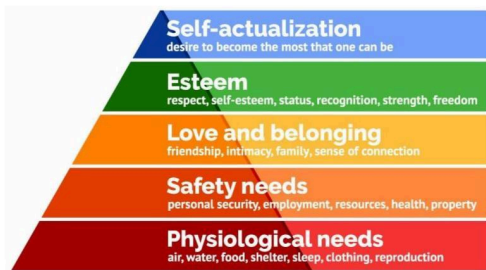 Self-actualization
desire to become the most that one can be
Esteem
respect, self-esteem, status, recognition, strength, freedom
Love and belonging
friendship, intimacy, family, sense of connection
Safety needs
personal security, employment, resources, health, property
Physiological needs
air, water, food, shelter, sleep, clothing, reproduction